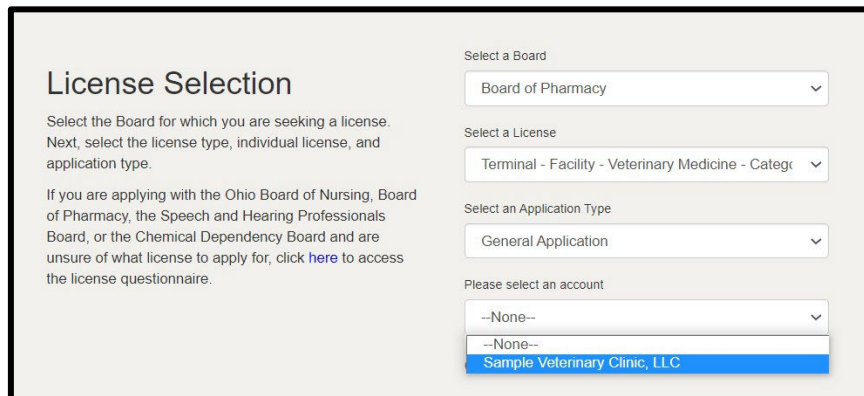 License Selection
Select the Board for which you are seeking a license.
Next, select the license type, individual license, and
application type.
If you are applying with the Ohio Board of Nursing, Board
of Pharmacy, the Speech and Hearing Professionals
Board, or the Chemical Dependency Board and are
unsure of what license to apply for, click here to access
the license questionnaire.
Select a Board
Board of Pharmacy
Select a License
Terminal - Facility - Veterinary Medicine - Catego
Select an Application Type
General Application
Please select an account
--None--
--None--
Sample Veterinary Clinic, LLC